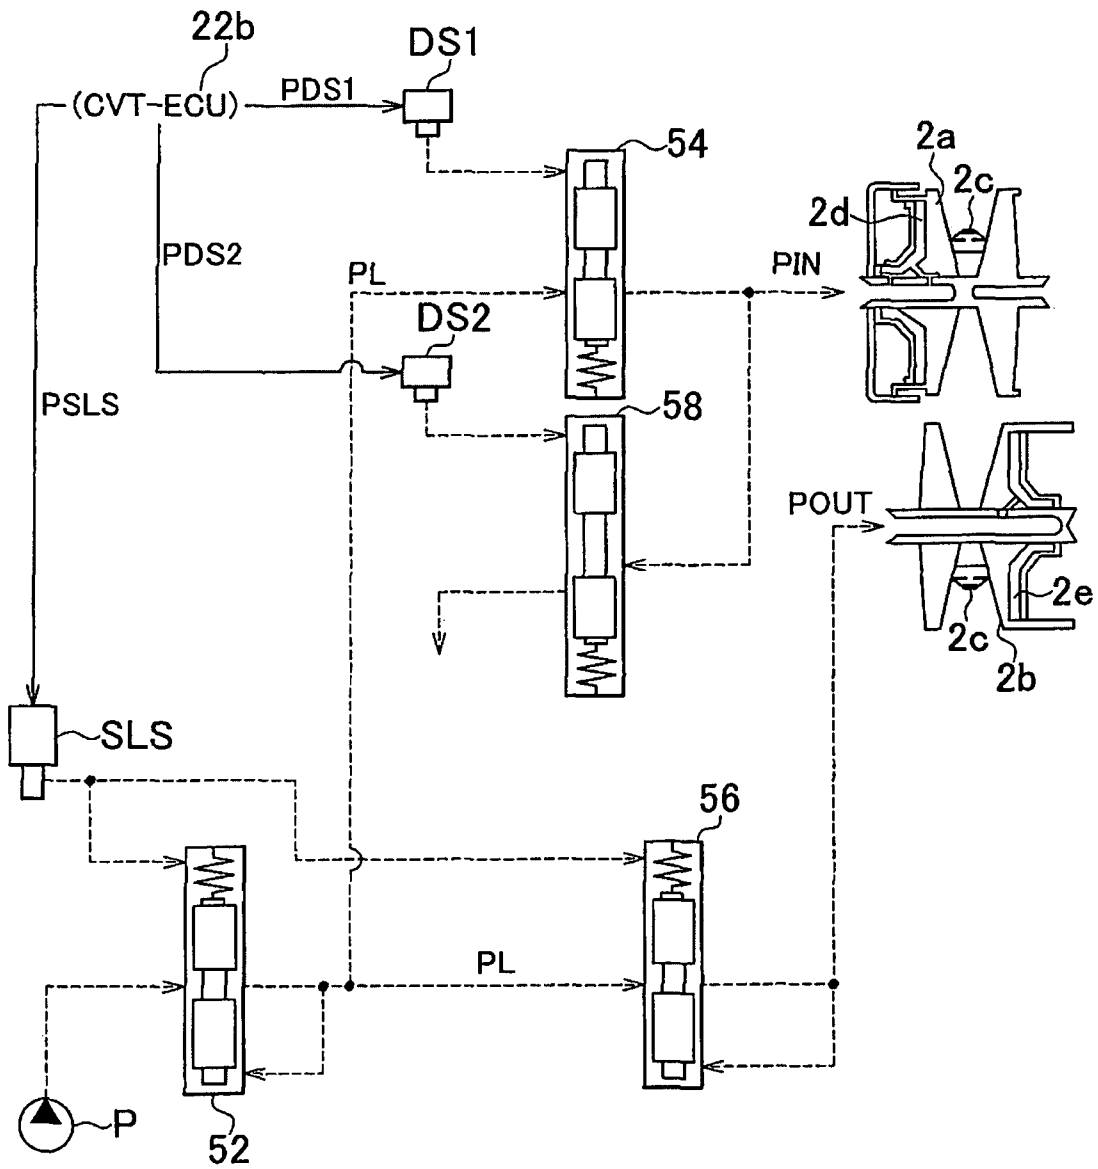 22b
DS1
(CVT-ECU)
PDS1
54
2a
2c
2d
PDS2
PL
PIN
DS2
PSLS
58
POUT
2e
2c
2b
SLS
56
PL
P
52